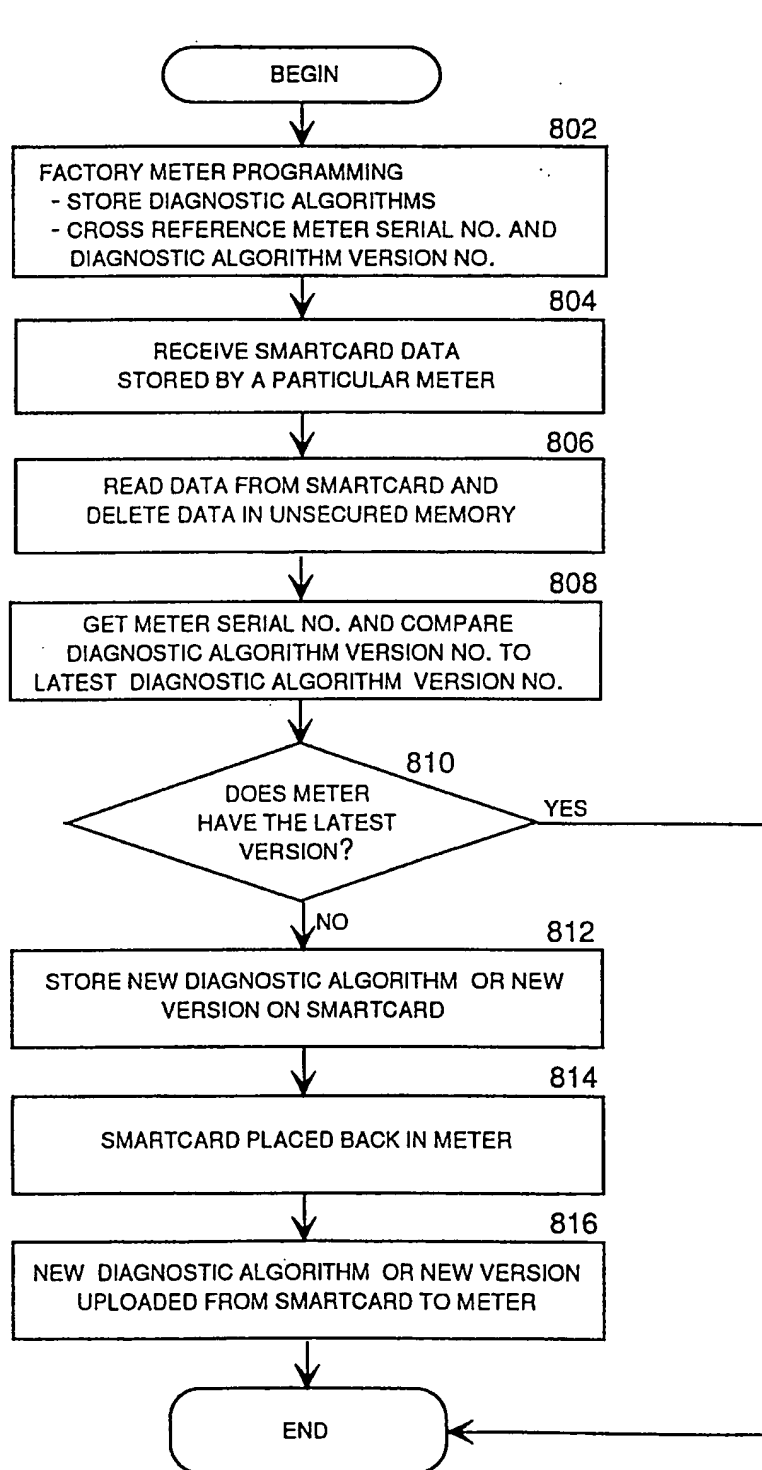 BEGIN
802
FACTORY METER PROGRAMMING
- STORE DIAGNOSTIC ALGORITHMS
- CROSS REFERENCE METER SERIAL NO. AND
DIAGNOSTIC ALGORITHM VERSION NO.
804
RECEIVE SMARTCARD DATA
STORED BY A PARTICULAR METER
806
READ DATA FROM SMARTCARD AND
DELETE DATA IN UNSECURED MEMORY
808
GET METER SERIAL NO. AND COMPARE
DIAGNOSTIC ALGORITHM VERSION NO. TO
LATEST DIAGNOSTIC ALGORITHM VERSION NO.
810
DOES METER
HAVE THE LATEST
VERSION?
YES
NO
812
STORE NEW DIAGNOSTIC ALGORITHM OR NEW
VERSION ON SMARTCARD
814
SMARTCARD PLACED BACK IN METER
816
NEW DIAGNOSTIC ALGORITHM OR NEW VERSION
UPLOADED FROM SMARTCARD TO METER
END